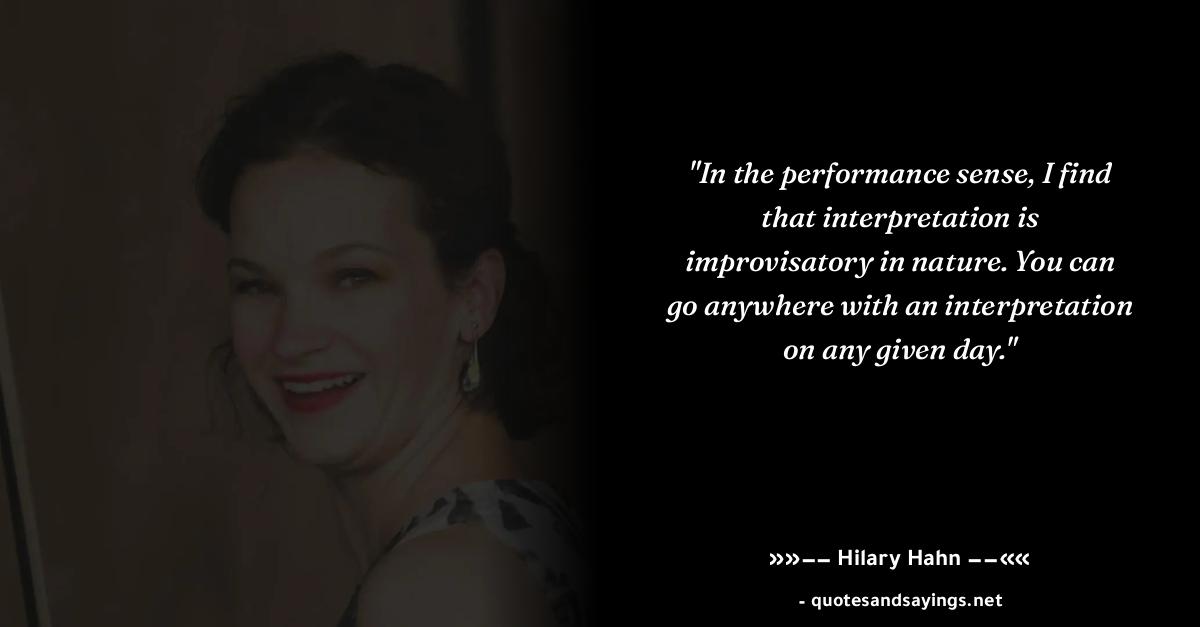 "In the performance sense, I find
that interpretation is
improvisatory in nature. You can
go anywhere with an interpretation
on any given day."
»»−− Hilary Hahn −−««
- quotesandsayings.net